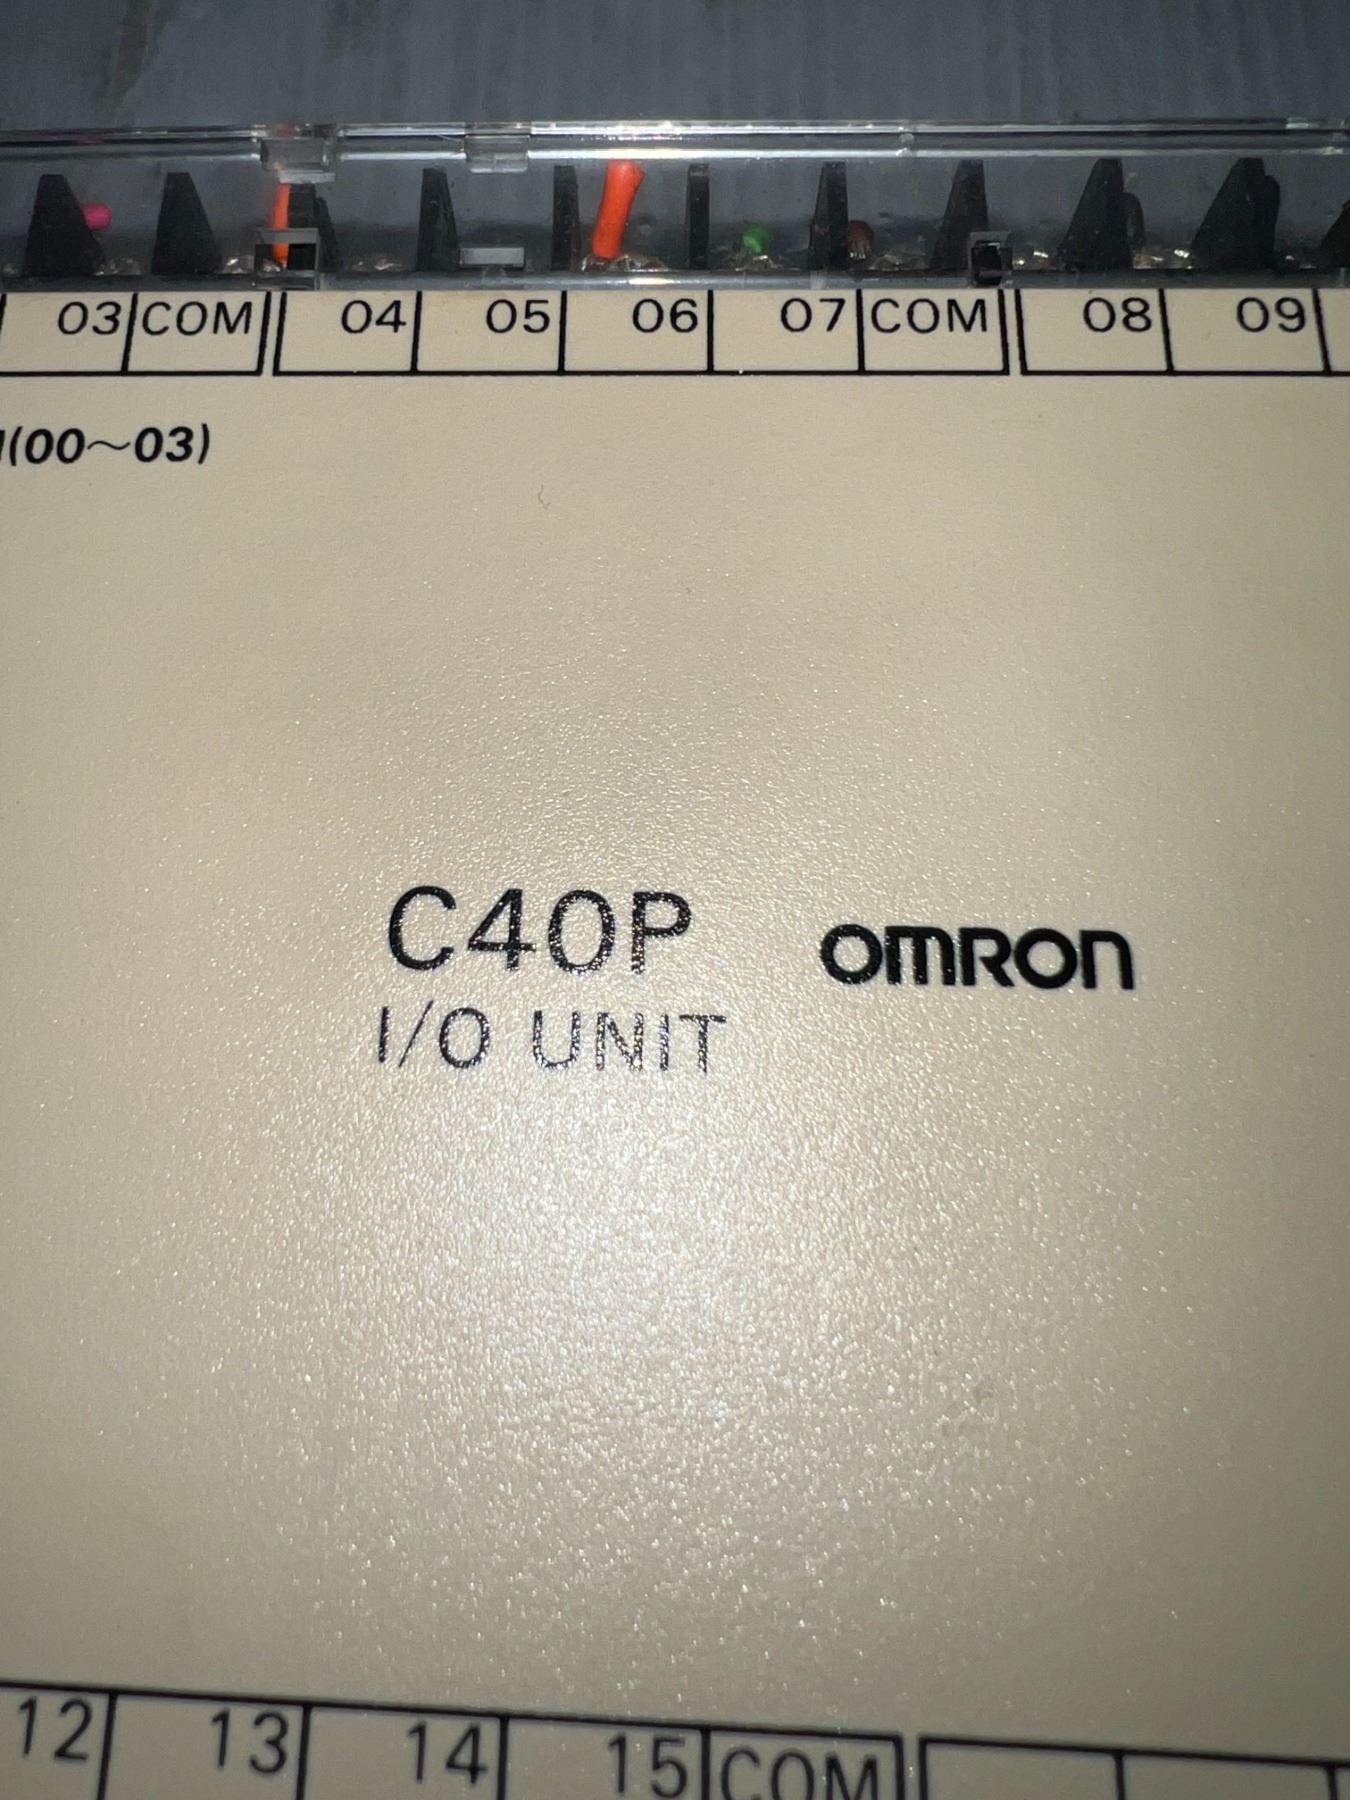 03 COM 04 05 06 07 COM 08 09
(00～03)
C40P OMRON
I/O UNIT
12 13 14 15 COM